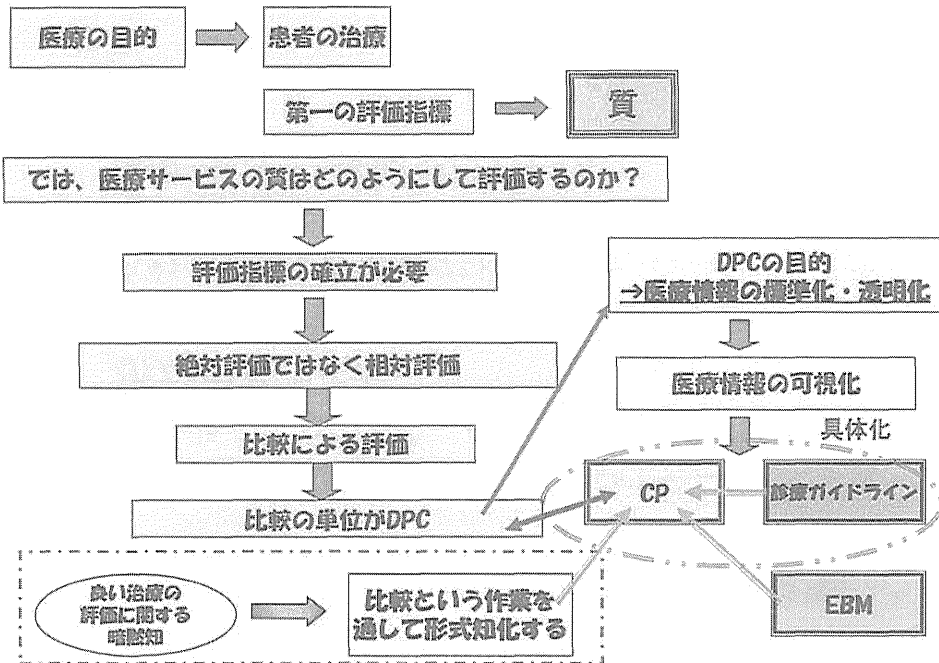 医療の目的
患者の治療
第一の評価指標
質
では、医療サービスの質はどのようにして評価するのか？
評価指標の確立が必要
絶対評価ではなく相対評価
比較による評価
比較の単位がDPC
良い治療の
評価に関する
暗黙知
比較という作業を
通して形式知化する
DPCの目的
→医療情報の標準化・透明化
医療情報の可視化
具体化
CP
診療ガイドライン
EBM